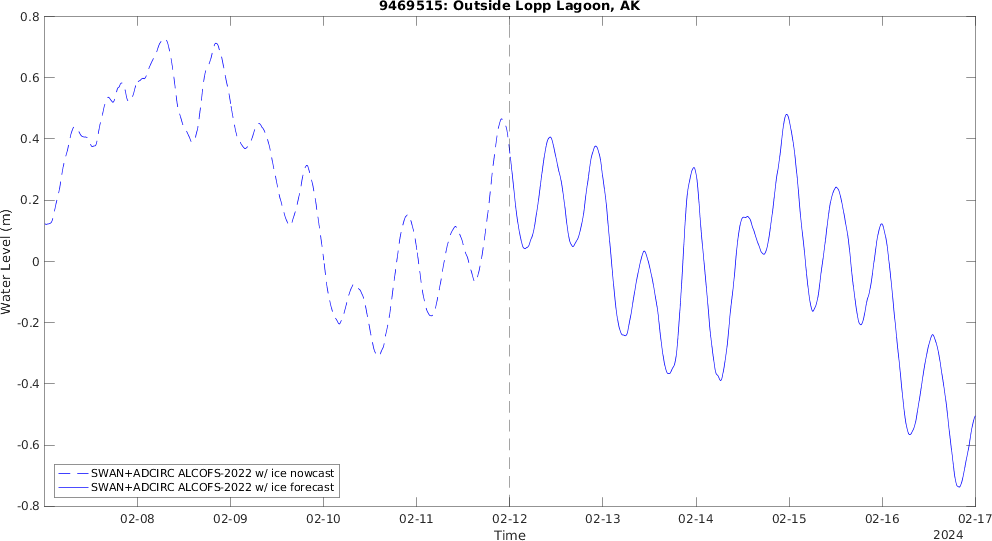 9469515: Outside Lopp Lagoon, AK
0.8
0.6
0.4
0.2
0
-0.2
-0.4
-0.6
-0.8
Water Level (m)
SWAN+ADCIRC ALCOFS-2022 w/ ice nowcast
SWAN+ADCIRC ALCOFS-2022 w/ ice forecast
02-08 02-09 02-10 02-11 02-12 02-13 02-14 02-15 02-16 02-17
Time
2024